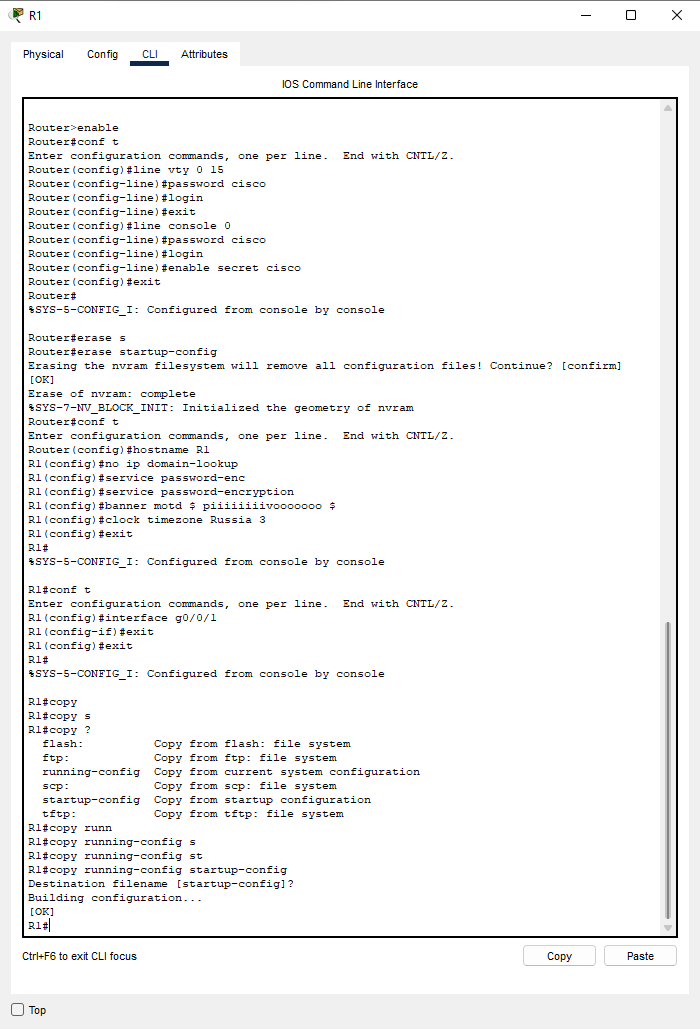 R1
Physical Config CLI Attributes
IOS Command Line Interface
Router>enable
Router#conf t
Enter configuration commands, one per line.  End with CNTL/Z.
Router(config)#line vty 0 15
Router(config-line)#password cisco
Router(config-line)#login
Router(config-line)#exit
Router(config)#line console 0
Router(config-line)#password cisco
Router(config-line)#login
Router(config-line)#enable secret cisco
Router(config)#exit
Router#
%SYS-5-CONFIG_I: Configured from console by console
Router#erase s
Router#erase startup-config
Erasing the nvram filesystem will remove all configuration files! Continue? [confirm]
[OK]
Erase of nvram: complete
%SYS-7-NV_BLOCK_INIT: Initialized the geometry of nvram
Router#conf t
Enter configuration commands, one per line.  End with CNTL/Z.
Router(config)#hostname R1
R1(config)#no ip domain-lookup
R1(config)#service password-enc
R1(config)#service password-encryption
R1(config)#banner motd $ piiiiiiiivooooooo $
R1(config)#clock timezone Russia 3
R1(config)#exit
R1#
%SYS-5-CONFIG_I: Configured from console by console
R1#conf t
Enter configuration commands, one per line.  End with CNTL/Z.
R1(config)#interface g0/0/1
R1(config-if)#exit
R1(config)#exit
R1#
%SYS-5-CONFIG_I: Configured from console by console
R1#copy
R1#copy s
R1#copy ?
flash:          Copy from flash: file system
ftp:            Copy from ftp: file system
running-config  Copy from current system configuration
scp:            Copy from scp: file system
startup-config  Copy from startup configuration
tftp:           Copy from tftp: file system
R1#copy runn
R1#copy running-config s
R1#copy running-config st
R1#copy running-config startup-config
Destination filename [startup-config]?
Building configuration...
[OK]
R1#
Ctrl+F6 to exit CLI focus Copy Paste
Top